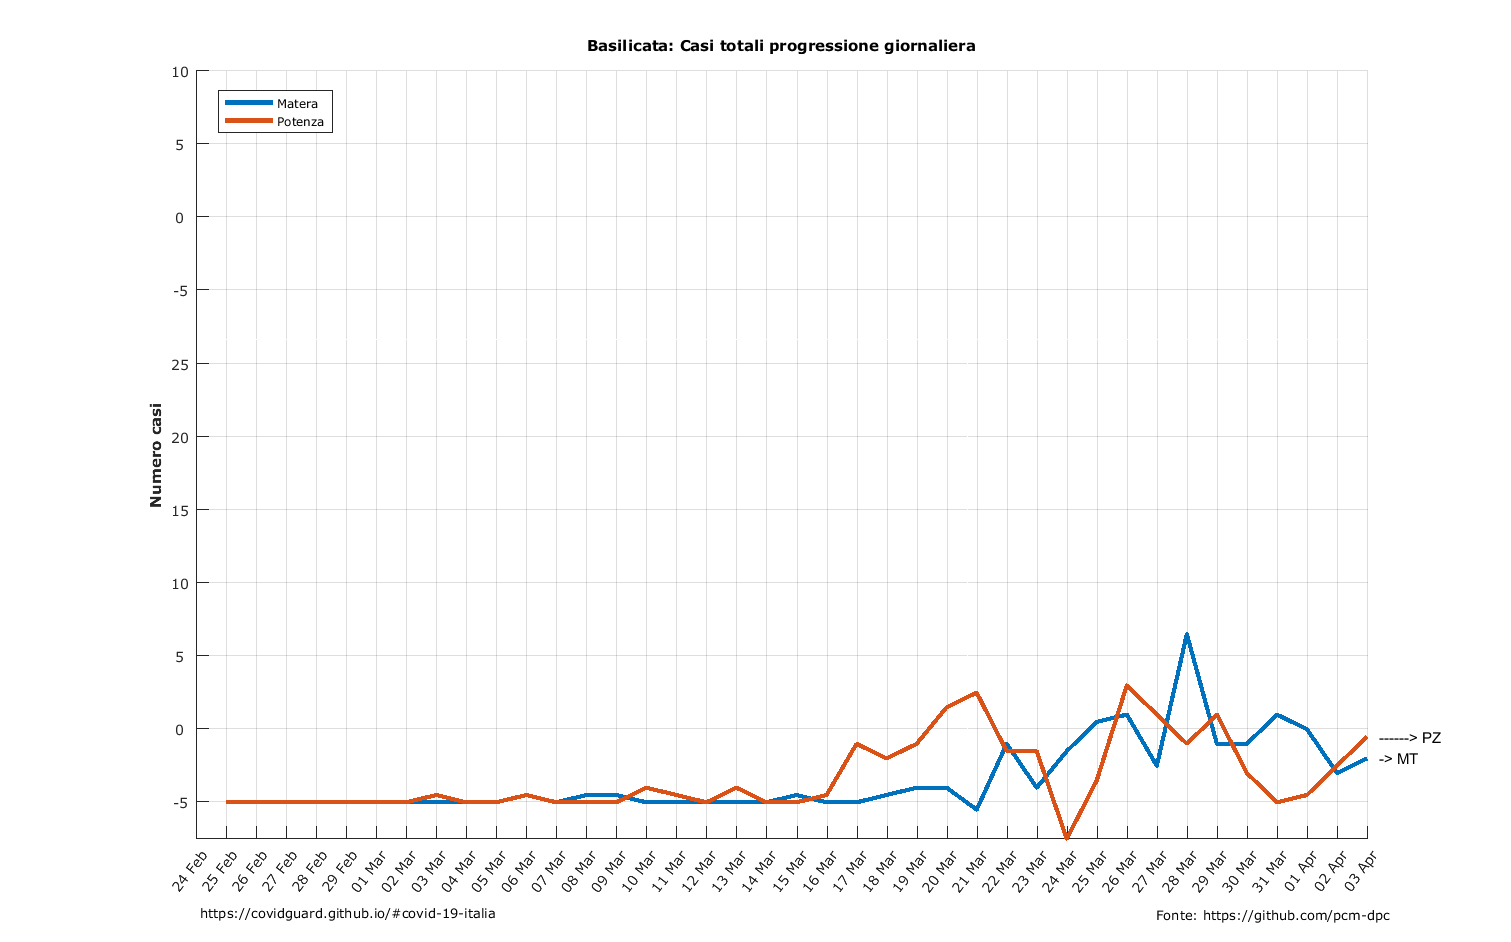 Basilicata: Casi totali progressione giornaliera
10
5
0
-5
25
20
15
10
5
0
-5
Numero casi
Matera
Potenza
------> PZ
-> MT
24 Feb
25 Feb
26 Feb
27 Feb
28 Feb
29 Feb
01 Mar
02 Mar
03 Mar
04 Mar
05 Mar
06 Mar
07 Mar
08 Mar
09 Mar
10 Mar
11 Mar
12 Mar
13 Mar
14 Mar
15 Mar
16 Mar
17 Mar
18 Mar
19 Mar
20 Mar
21 Mar
22 Mar
23 Mar
24 Mar
25 Mar
26 Mar
27 Mar
28 Mar
29 Mar
30 Mar
31 Mar
01 Apr
02 Apr
03 Apr
https://covidguard.github.io/#covid-19-italia
Fonte: https://github.com/pcm-dpc